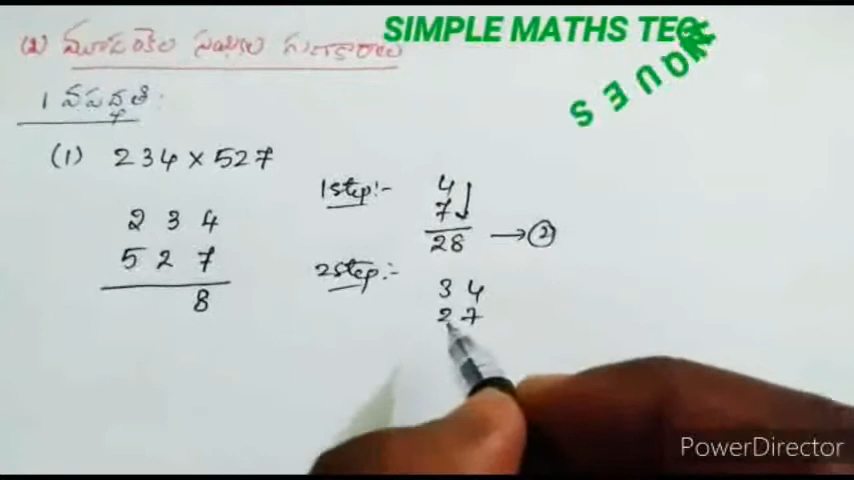 SIMPLE MATHS TEC
QUES
(2) మూడంకెల సంఖ్యల గుణకారాలు
1 వ పద్ధతి :
(1) 234 x 527
2 3 4
5 2 7
8
1step:-
4
7
28 → 2
2step:-
3 4
2 7
PowerDirector